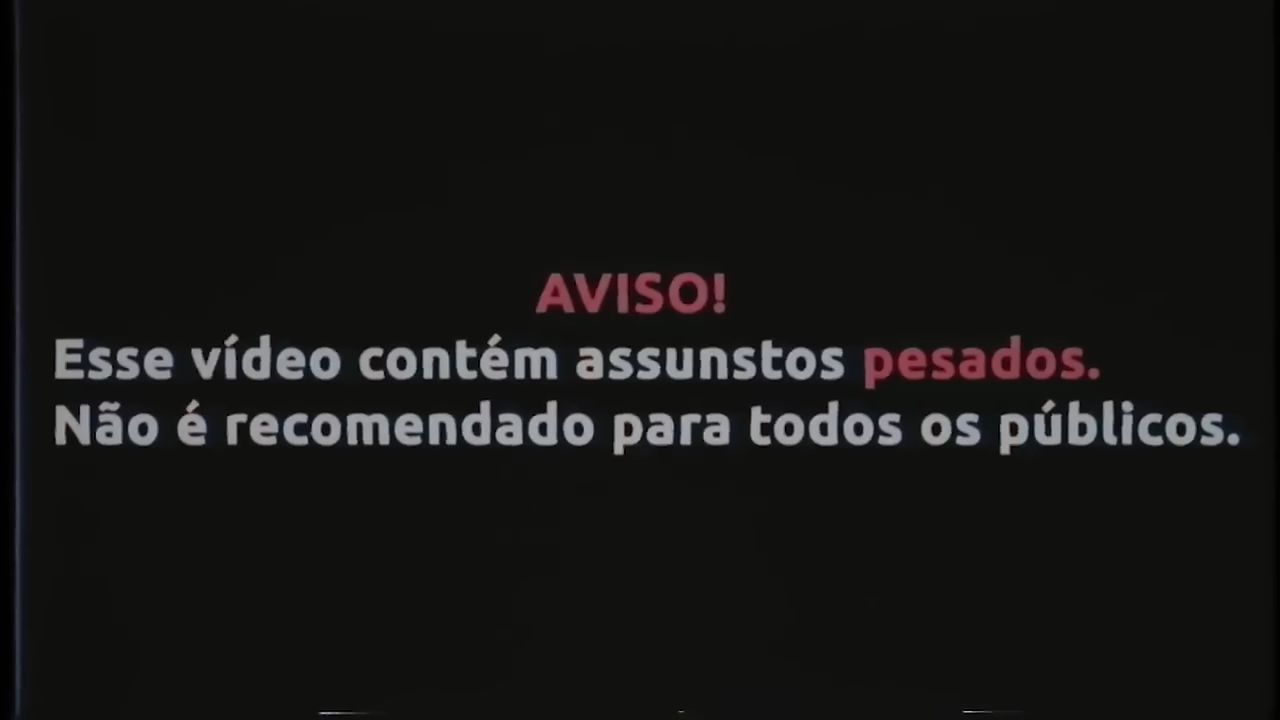 AVISO!
Esse vídeo contém assunstos pesados.
Não é recomendado para todos os públicos.